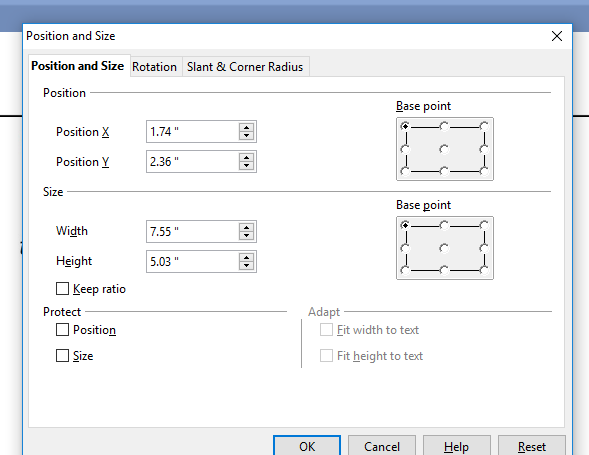 Position and Size
Position and Size Rotation Slant & Corner Radius
Position
Base point
Position X 1.74 "
Position Y 2.36 "
Size
Base point
Width 7.55 "
Height 5.03 "
Keep ratio
Protect Adapt
Position Fit width to text
Size Fit height to text
OK Cancel Help Reset